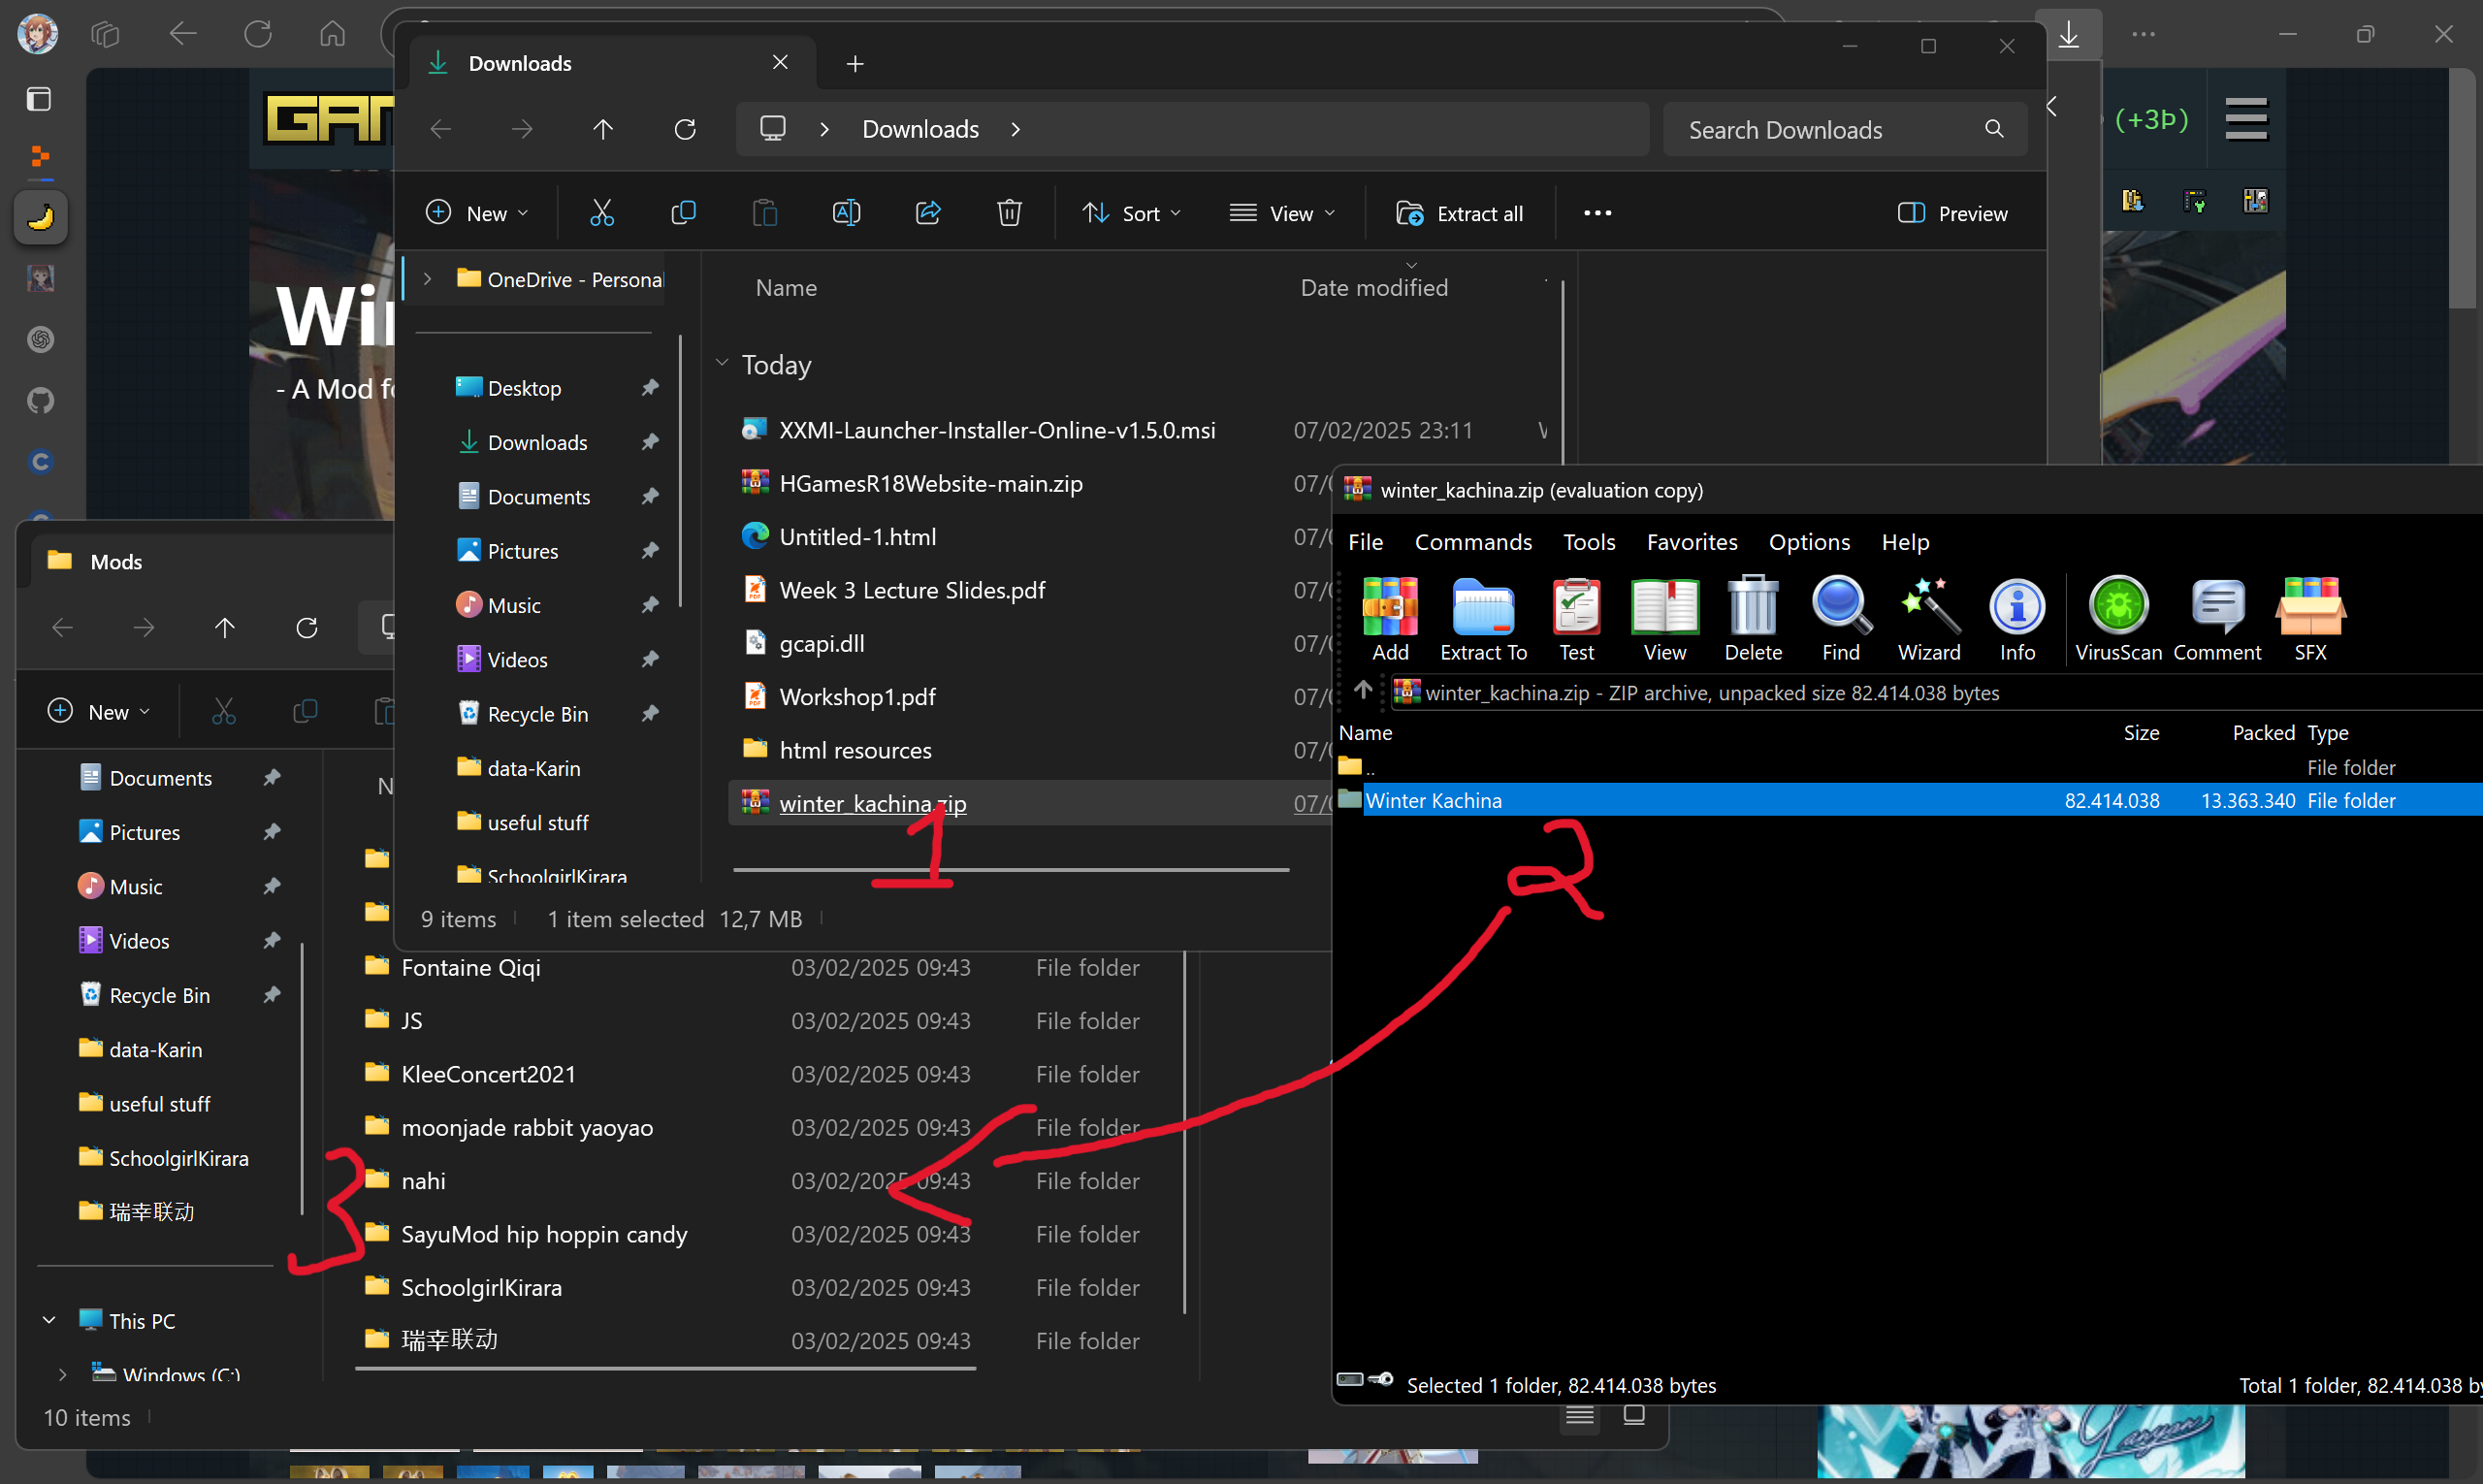 Downloads
Downloads
Search Downloads
(+3Þ)
New
Sort
View
Extract all
Preview
OneDrive - Personal
Name
Date modified
Today
Desktop
Downloads
Documents
Pictures
Music
Videos
Recycle Bin
data-Karin
useful stuff
SchoolgirlKirara
XXMI-Launcher-Installer-Online-v1.5.0.msi 07/02/2025 23:11
HGamesR18Website-main.zip 07/
Untitled-1.html 07/
Week 3 Lecture Slides.pdf 07/
gcapi.dll 07/
Workshop1.pdf 07/
html resources 07/
winter_kachina.zip 07/
1
9 items 1 item selected 12,7 MB
GAM
Win
- A Mod fo
winter_kachina.zip (evaluation copy)
File Commands Tools Favorites Options Help
Add Extract To Test View Delete Find Wizard Info VirusScan Comment SFX
winter_kachina.zip - ZIP archive, unpacked size 82.414.038 bytes
Name Size Packed Type
.. File folder
Winter Kachina 82.414.038 13.363.340 File folder
2
Selected 1 folder, 82.414.038 bytes
Total 1 folder, 82.414.038 by
Mods
New
N
Documents
Pictures
Music
Videos
Recycle Bin
data-Karin
useful stuff
SchoolgirlKirara
瑞幸联动
This PC
Windows (C:)
3
Fontaine Qiqi 03/02/2025 09:43 File folder
JS 03/02/2025 09:43 File folder
KleeConcert2021 03/02/2025 09:43 File folder
moonjade rabbit yaoyao 03/02/2025 09:43 File folder
nahi 03/02/2025 09:43 File folder
SayuMod hip hoppin candy 03/02/2025 09:43 File folder
SchoolgirlKirara 03/02/2025 09:43 File folder
瑞幸联动 03/02/2025 09:43 File folder
10 items